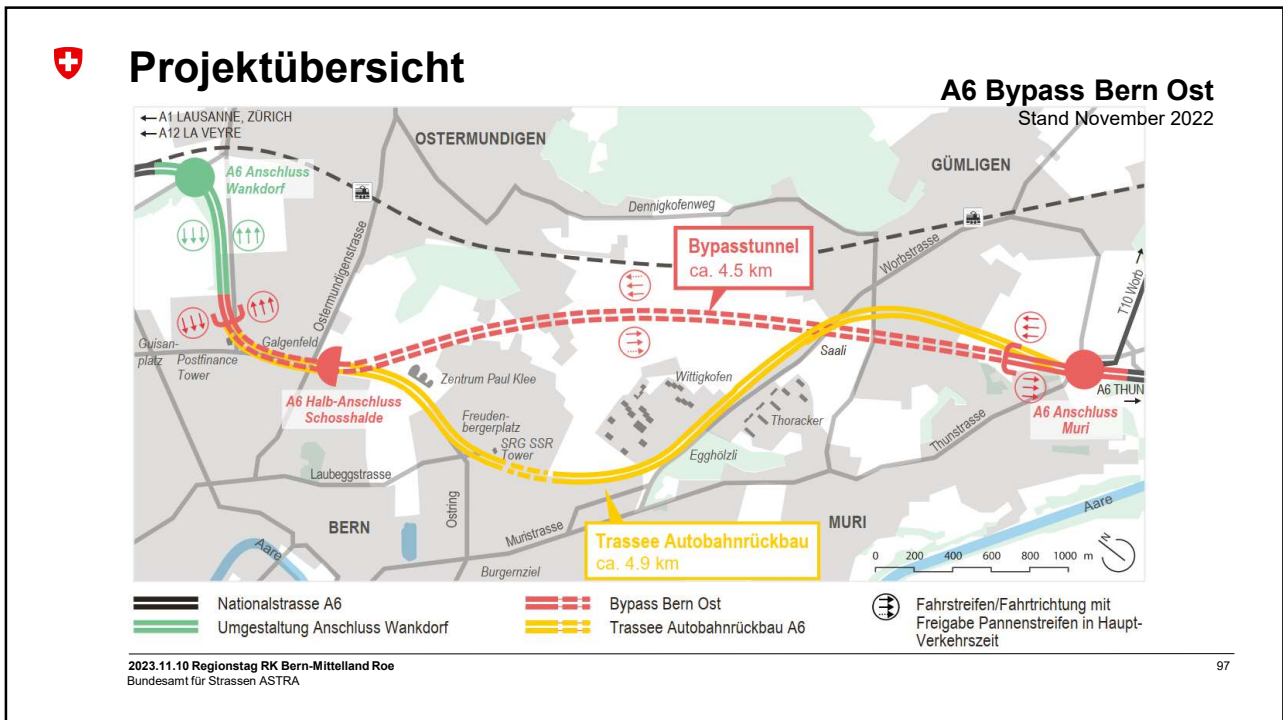 Projektübersicht
A6 Bypass Bern Ost
Stand November 2022
←A1 LAUSANNE, ZÜRICH
←A12 LA VEYRE
OSTERMUNDIGEN
GÜMLIGEN
A6 Anschluss
Wankdorf
Dennigkofenweg
Bypasstunnel
ca. 4.5 km
Worbstrasse
Ostermundigenstrasse
T10 Worb
Guisan-
platz
Postfinance
Tower
Galgenfeld
Saali
Zentrum Paul Klee
Wittigkofen
A6 THUN
→
A6 Halb-Anschluss
Schosshalde
Thoracker
A6 Anschluss
Muri
Freuden-
bergerplatz
SRG SSR
Tower
Thunstrasse
Egghölzli
Laubeggstrasse
Ostring
BERN
Muristrasse
MURI
Aare
Aare
Trassee Autobahnrückbau
ca. 4.9 km
Burgernziel
0 200 400 600 800 1000 m
N
Nationalstrasse A6
Umgestaltung Anschluss Wankdorf
Bypass Bern Ost
Trassee Autobahnrückbau A6
Fahrstreifen/Fahrtrichtung mit
Freigabe Pannenstreifen in Haupt-
Verkehrszeit
2023.11.10 Regionstag RK Bern-Mittelland Roe
Bundesamt für Strassen ASTRA
97